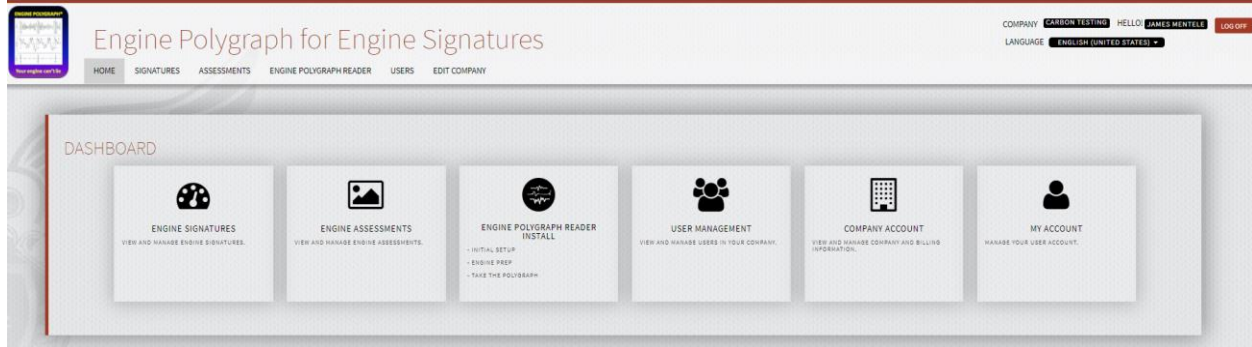 ENGINE POLYGRAPH®
Your engine can't lie
Engine Polygraph for Engine Signatures
COMPANY CARBON TESTING HELLO! JAMES MENTELE LOG OFF
LANGUAGE ENGLISH (UNITED STATES)
HOME SIGNATURES ASSESSMENTS ENGINE POLYGRAPH READER USERS EDIT COMPANY
DASHBOARD
ENGINE SIGNATURES
VIEW AND MANAGE ENGINE SIGNATURES.
ENGINE ASSESSMENTS
VIEW AND MANAGE ENGINE ASSESSMENTS.
ENGINE POLYGRAPH READER
INSTALL
- INITIAL SETUP
- ENGINE PREP
- TAKE THE POLYGRAPH
USER MANAGEMENT
VIEW AND MANAGE USERS IN YOUR COMPANY.
COMPANY ACCOUNT
VIEW AND MANAGE COMPANY AND BILLING
INFORMATION.
MY ACCOUNT
MANAGE YOUR USER ACCOUNT.